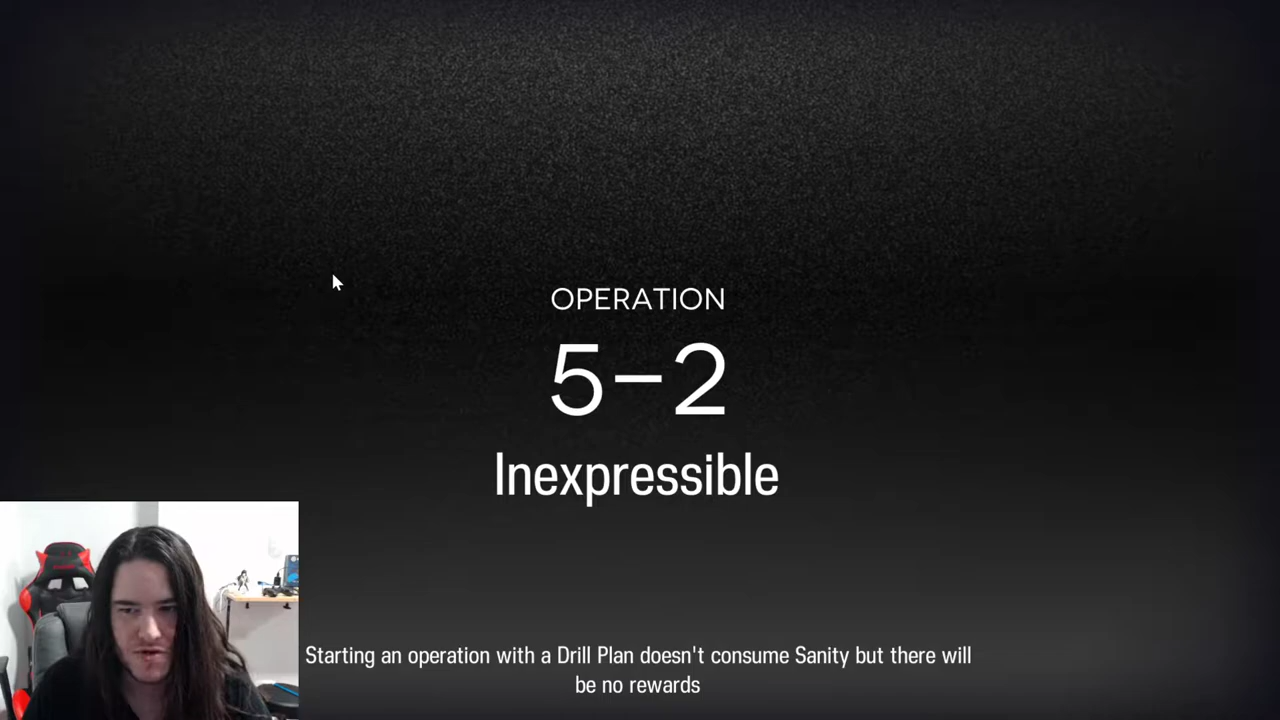 OPERATION
5-2
Inexpressible
Starting an operation with a Drill Plan doesn't consume Sanity but there will
be no rewards